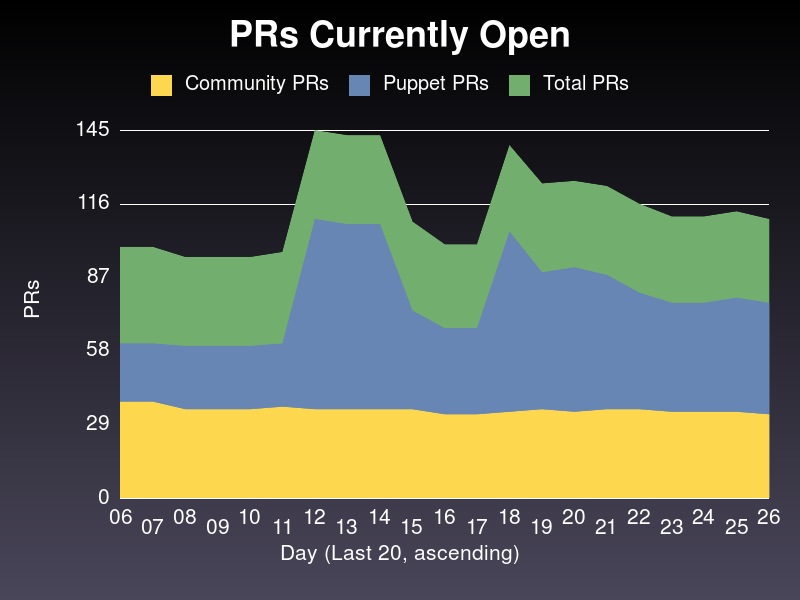 PRs Currently Open
Community PRs Puppet PRs Total PRs
145
116
87
58
29
0
PRs
06 07 08 09 10 11 12 13 14 15 16 17 18 19 20 21 22 23 24 25 26
Day (Last 20, ascending)